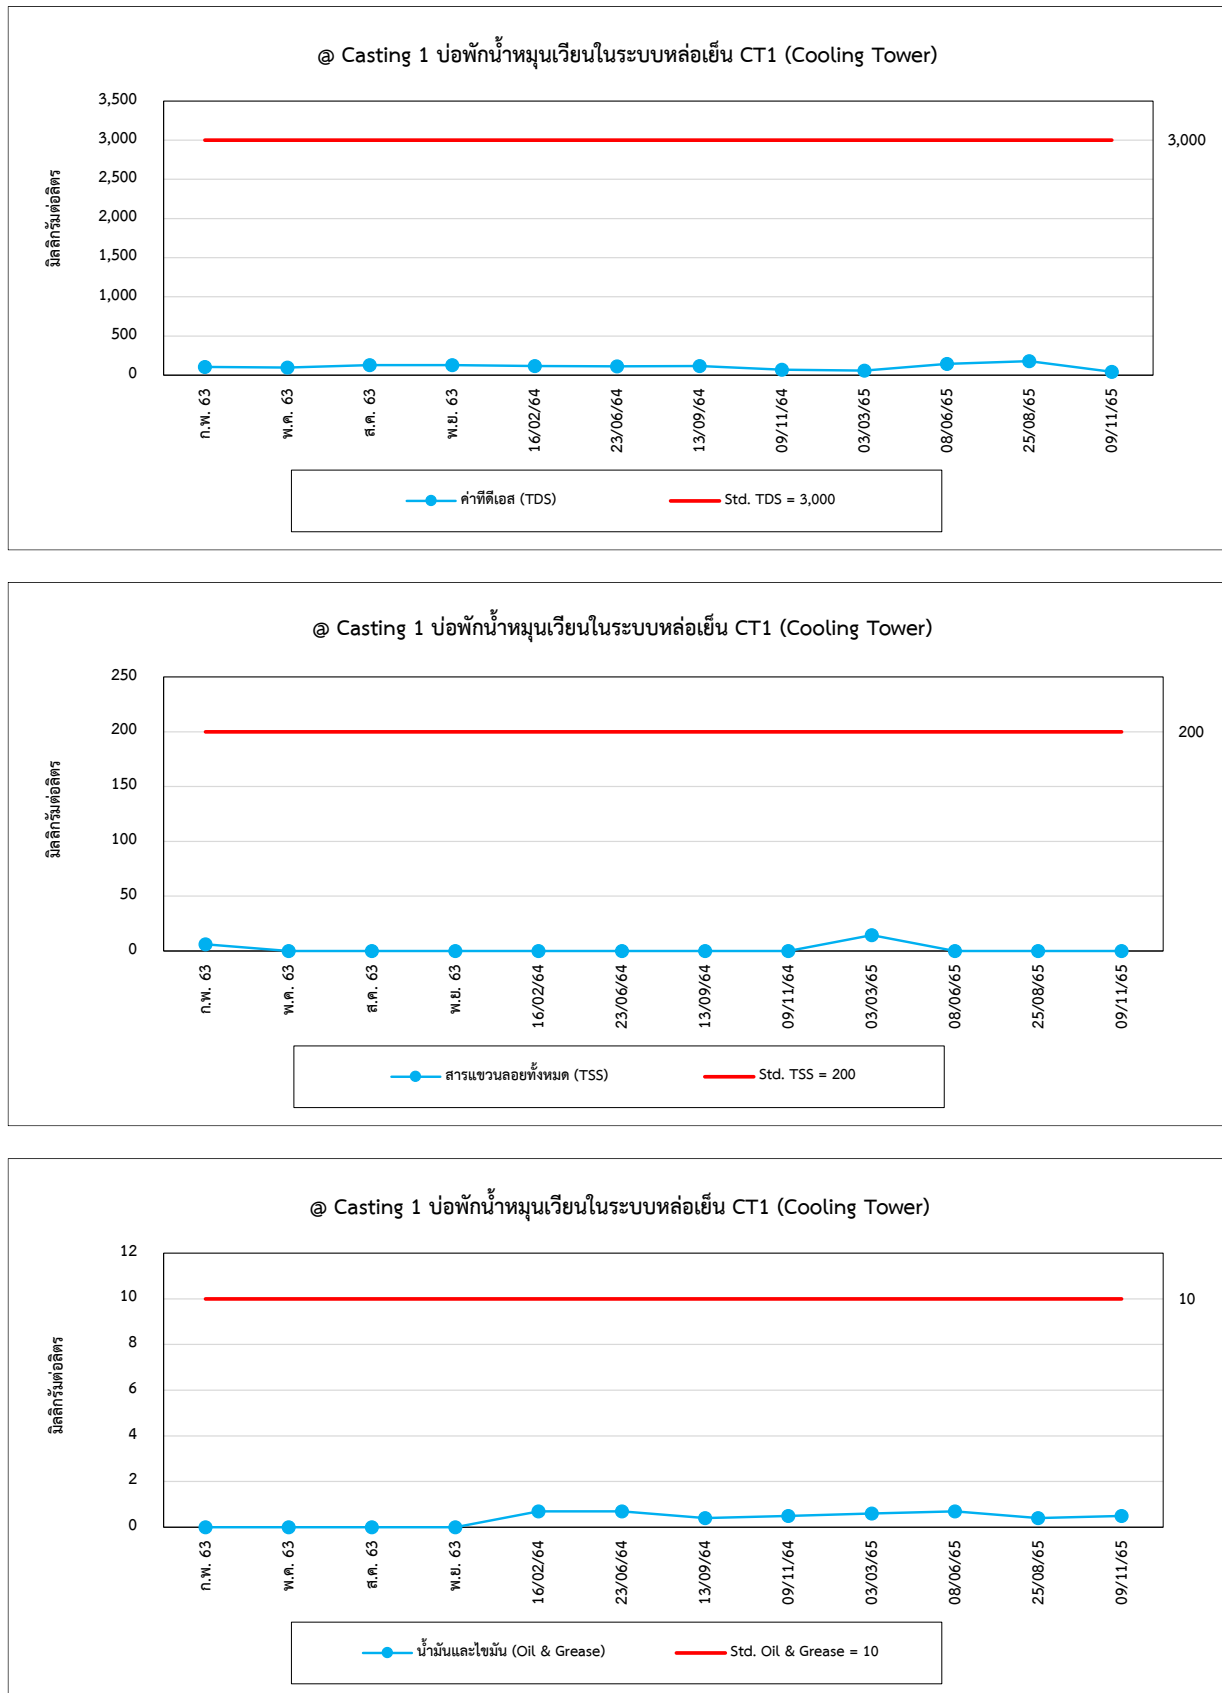 @ Casting 1 บ่อพักน้ำหมุนเวียนในระบบหล่อเย็น CT1 (Cooling Tower)
มิลลิกรัมต่อลิตร
3,500
3,000
2,500
2,000
1,500
1,000
500
0
3,000
ก.พ. 63
พ.ค. 63
ส.ค. 63
พ.ย. 63
16/02/64
23/06/64
13/09/64
09/11/64
03/03/65
08/06/65
25/08/65
09/11/65
ค่าทีดีเอส (TDS)
Std. TDS = 3,000
@ Casting 1 บ่อพักน้ำหมุนเวียนในระบบหล่อเย็น CT1 (Cooling Tower)
มิลลิกรัมต่อลิตร
250
200
150
100
50
0
200
ก.พ. 63
พ.ค. 63
ส.ค. 63
พ.ย. 63
16/02/64
23/06/64
13/09/64
09/11/64
03/03/65
08/06/65
25/08/65
09/11/65
สารแขวนลอยทั้งหมด (TSS)
Std. TSS = 200
@ Casting 1 บ่อพักน้ำหมุนเวียนในระบบหล่อเย็น CT1 (Cooling Tower)
มิลลิกรัมต่อลิตร
12
10
8
6
4
2
0
10
ก.พ. 63
พ.ค. 63
ส.ค. 63
พ.ย. 63
16/02/64
23/06/64
13/09/64
09/11/64
03/03/65
08/06/65
25/08/65
09/11/65
น้ำมันและไขมัน (Oil & Grease)
Std. Oil & Grease = 10